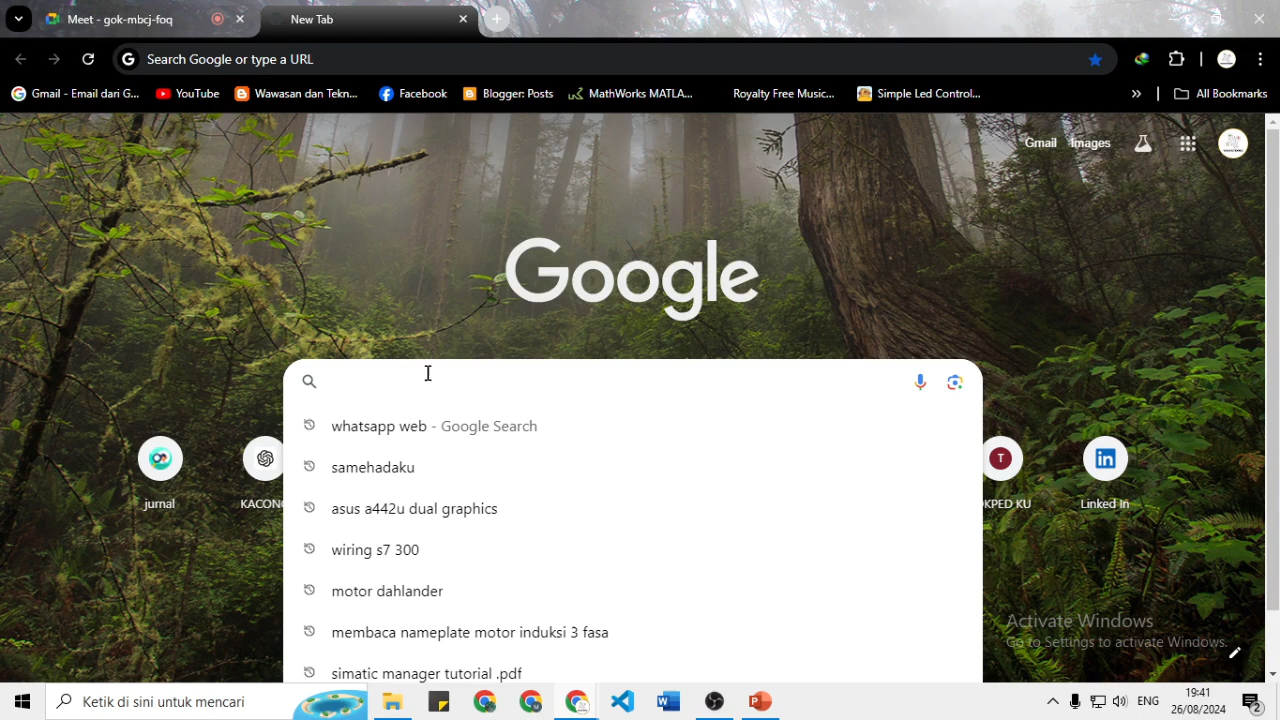 Meet - gok-mbcj-foq
New Tab
Search Google or type a URL
Gmail - Email dari G...
YouTube
Wawasan dan Tekn...
Facebook
Blogger: Posts
MathWorks MATLA...
Royalty Free Music...
Simple Led Control...
All Bookmarks
Gmail
Images
Google
whatsapp web - Google Search
samehadaku
asus a442u dual graphics
wiring s7 300
motor dahlander
membaca nameplate motor induksi 3 fasa
simatic manager tutorial .pdf
jurnal
KACONG
T
OKPED KU
in
Linked In
Activate Windows
Go to Settings to activate Windows.
Ketik di sini untuk mencari
ENG
19:41
26/08/2024
2